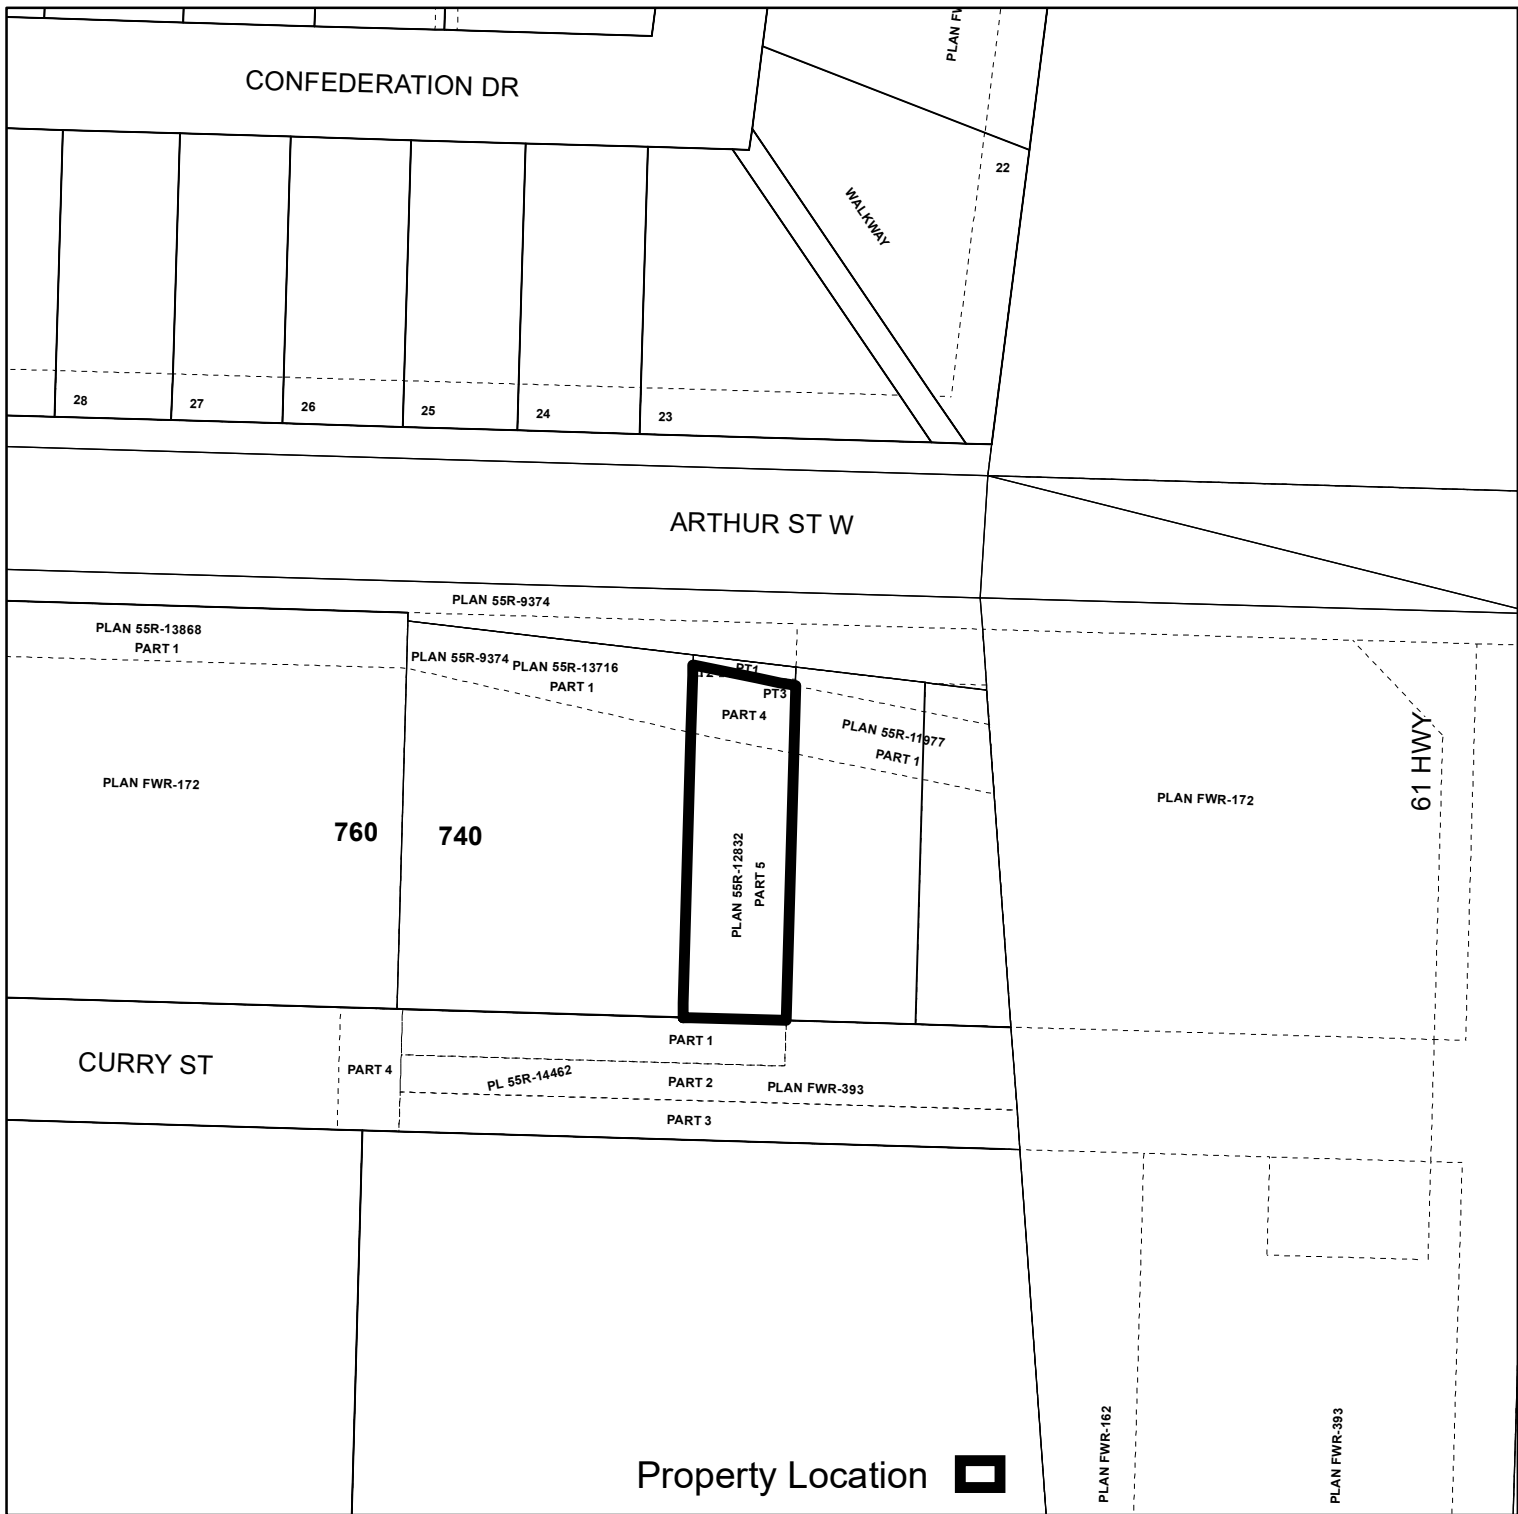 PLAN
CONFEDERATION DR
22
WALKWAY
28
27
26
25
24
23
ARTHUR ST W
PLAN 55R-9374
PLAN 55R-13868
PART 1
PLAN 55R-9374
PLAN 55R-13716
PART 1
PT1
PT3
PART 4
PLAN 55R-11977
PART 1
PLAN FWR-172
760
740
PLAN 55R-12832
PART 5
PLAN FWR-172
61 HWY
CURRY ST
PART 4
PART 1
PL 55R-14462
PART 2
PLAN FWR-393
PART 3
PLAN FWR-162
PLAN FWR-393
Property Location